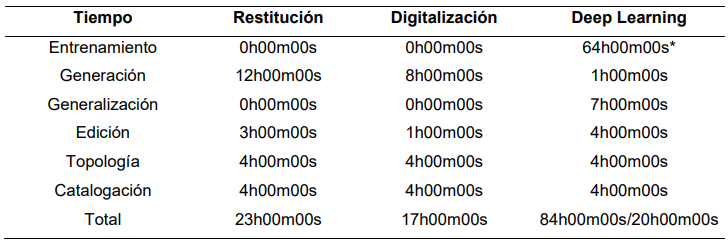 Tiempo Restitución Digitalización Deep Learning
Entrenamiento 0h00m00s 0h00m00s 64h00m00s*
Generación 12h00m00s 8h00m00s 1h00m00s
Generalización 0h00m00s 0h00m00s 7h00m00s
Edición 3h00m00s 1h00m00s 4h00m00s
Topología 4h00m00s 4h00m00s 4h00m00s
Catalogación 4h00m00s 4h00m00s 4h00m00s
Total 23h00m00s 17h00m00s 84h00m00s/20h00m00s